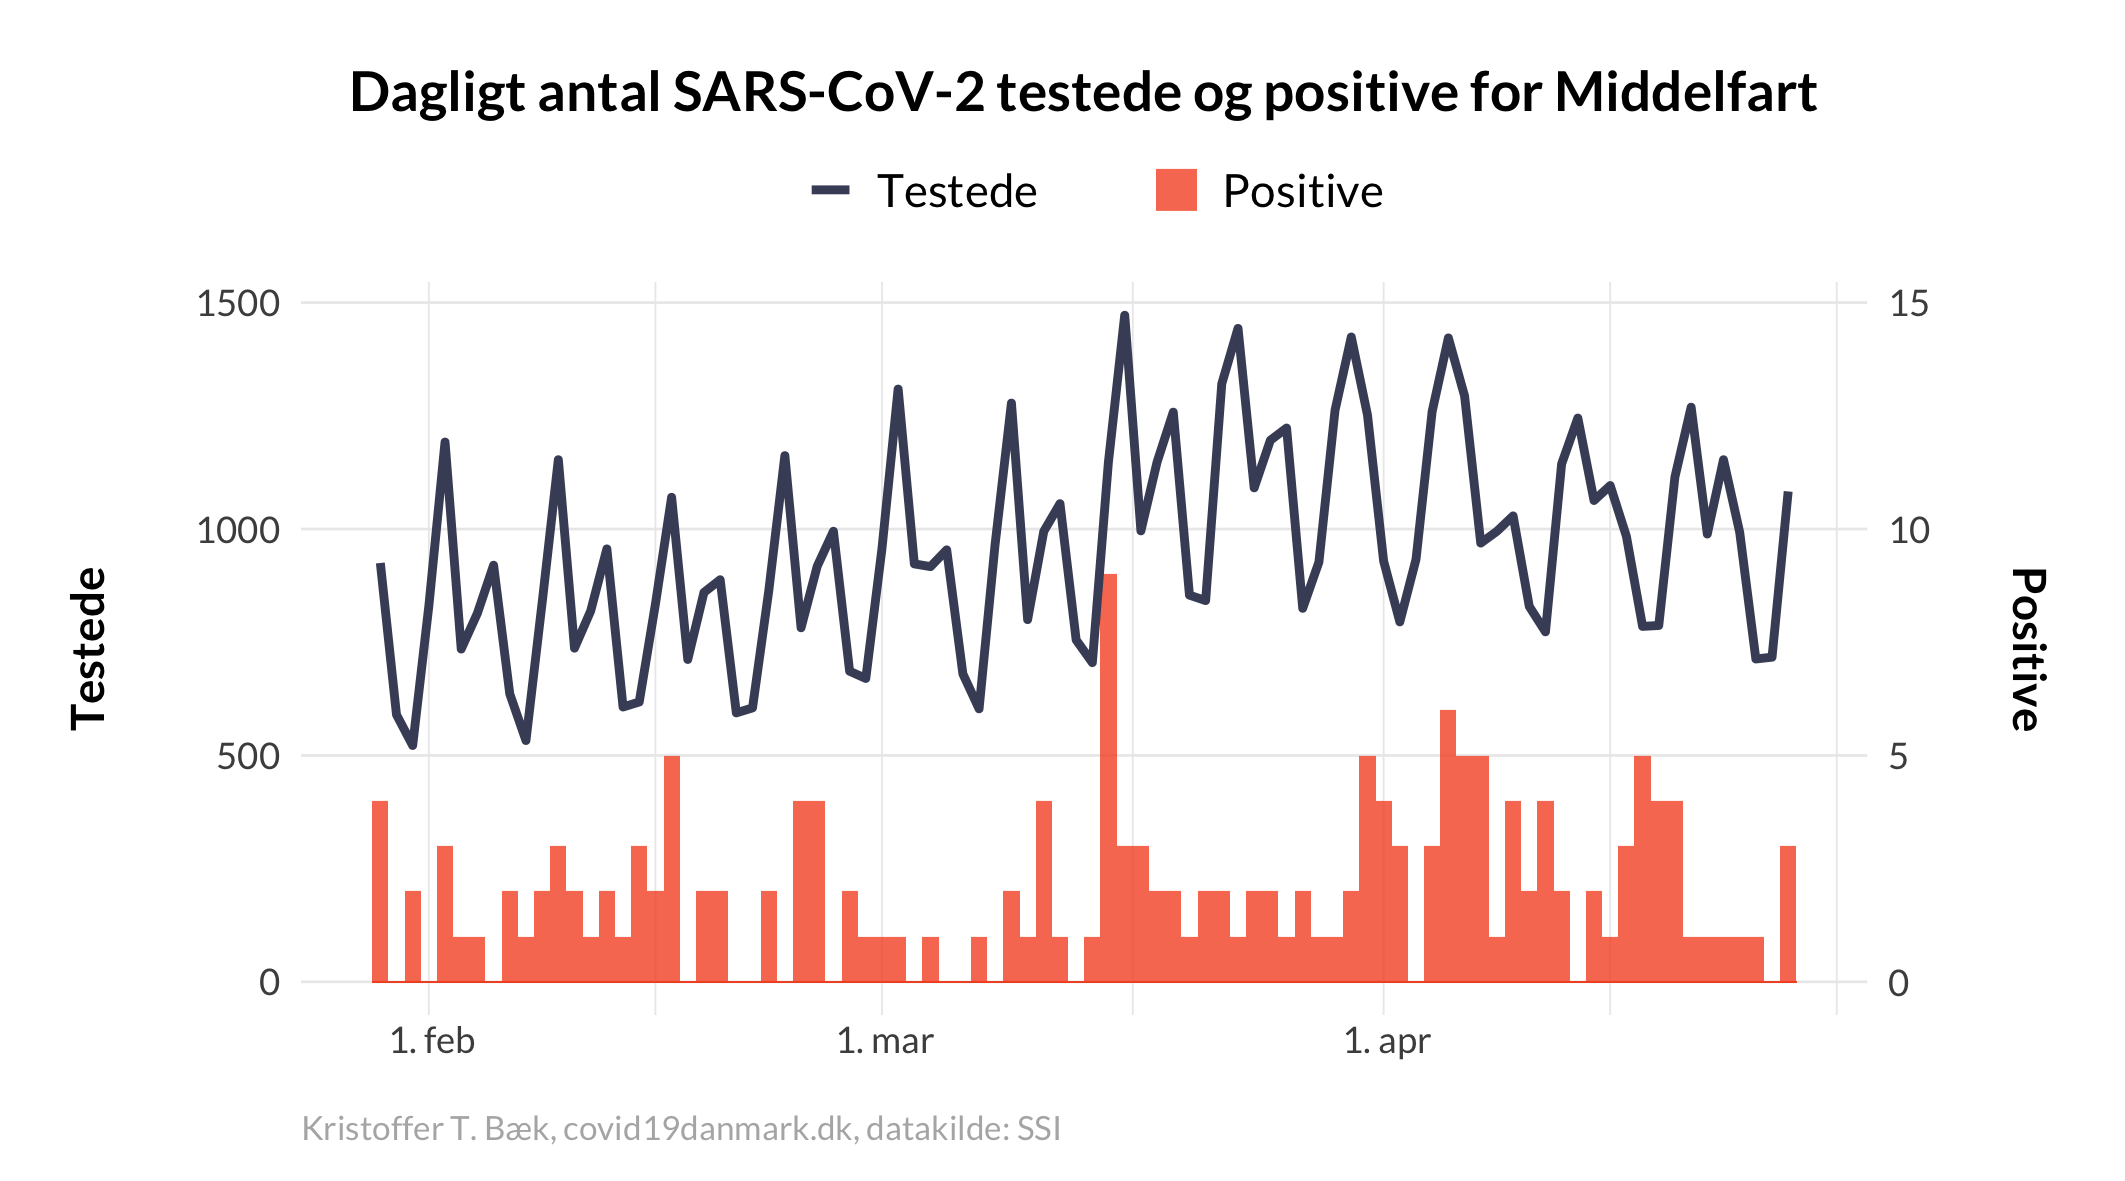 Dagligt antal SARS-CoV-2 testede og positive for Middelfart
Testede
Positive
1500
1000
500
0
Testede
15
10
5
0
Positive
1. feb
1. mar
1. apr
Kristoffer T. Bæk, covid19danmark.dk, datakilde: SSI